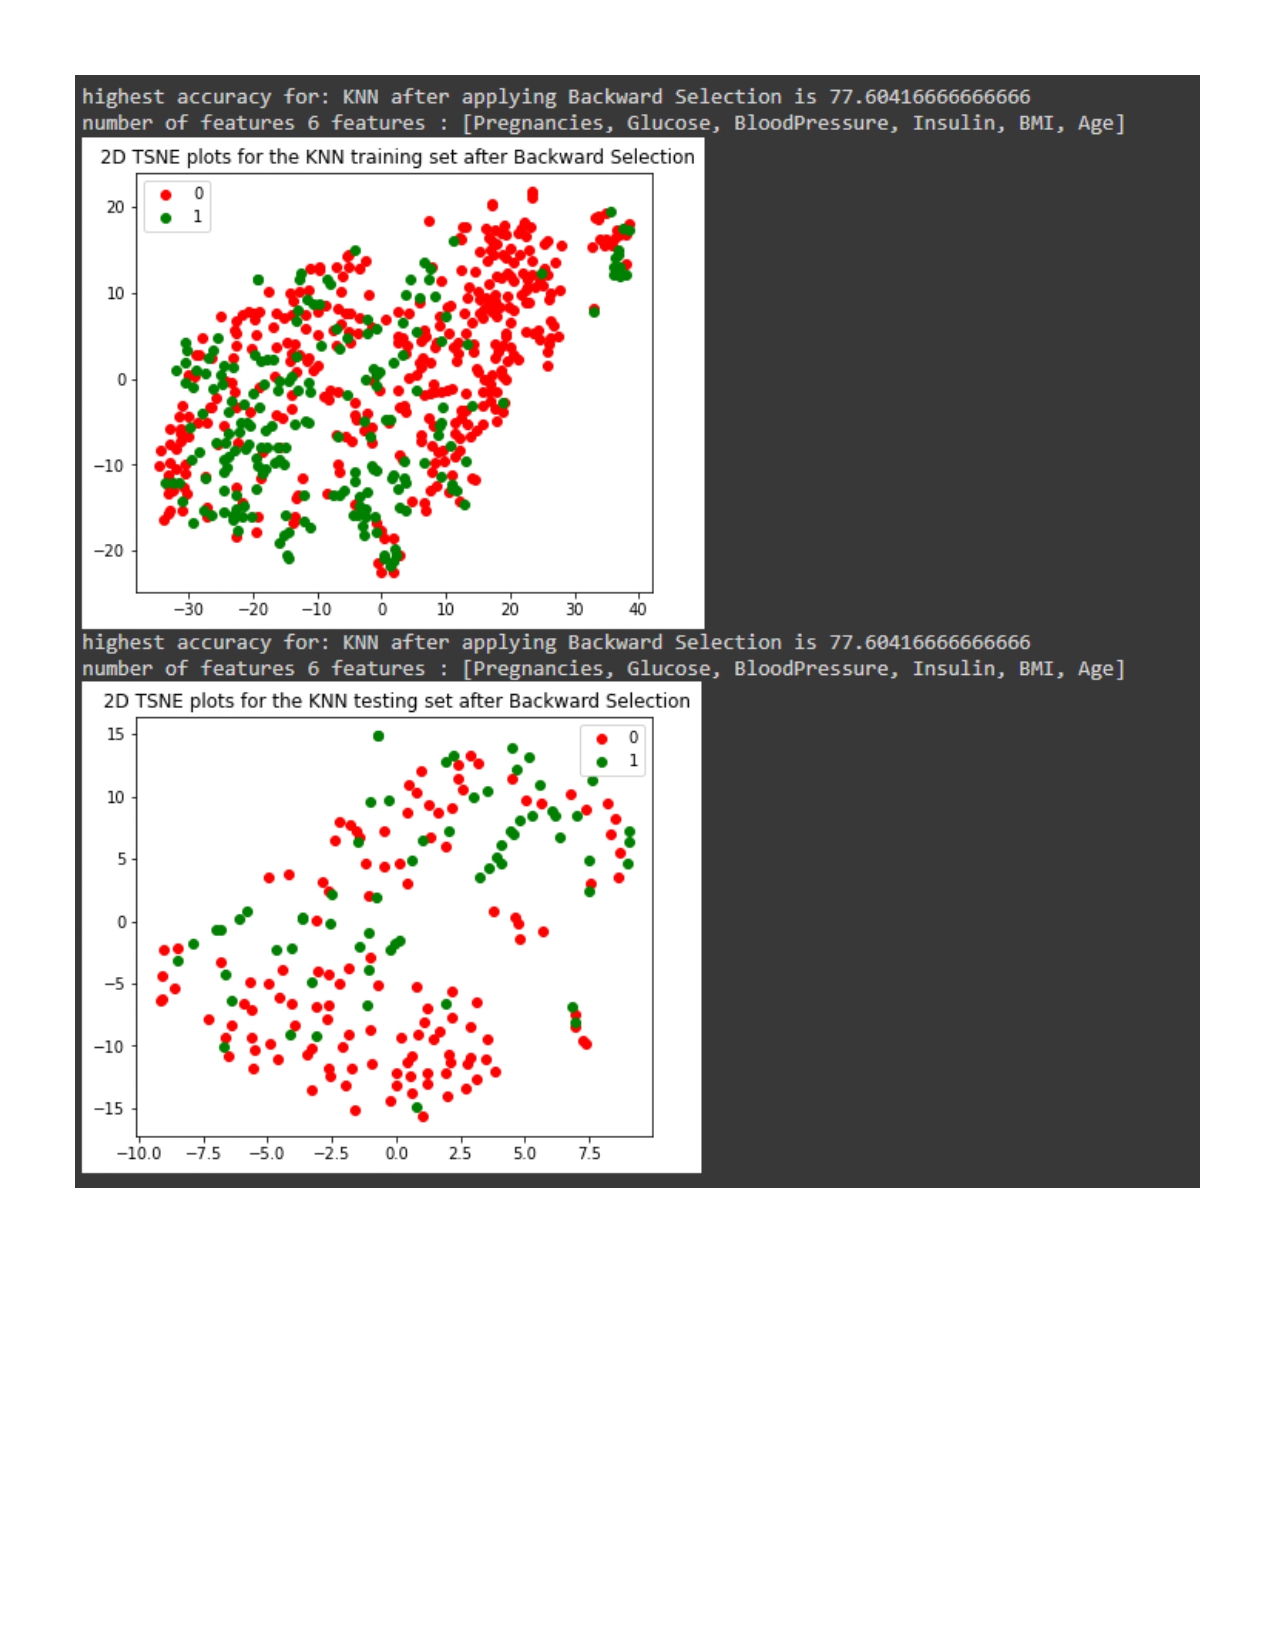 highest accuracy for: KNN after applying Backward Selection is 77.60416666666666
number of features 6 features : [Pregnancies, Glucose, BloodPressure, Insulin, BMI, Age]
2D TSNE plots for the KNN training set after Backward Selection
0
1
20
10
0
−10
−20
−30 −20 −10 0 10 20 30 40
highest accuracy for: KNN after applying Backward Selection is 77.60416666666666
number of features 6 features : [Pregnancies, Glucose, BloodPressure, Insulin, BMI, Age]
2D TSNE plots for the KNN testing set after Backward Selection
0
1
15
10
5
0
−5
−10
−15
−10.0 −7.5 −5.0 −2.5 0.0 2.5 5.0 7.5